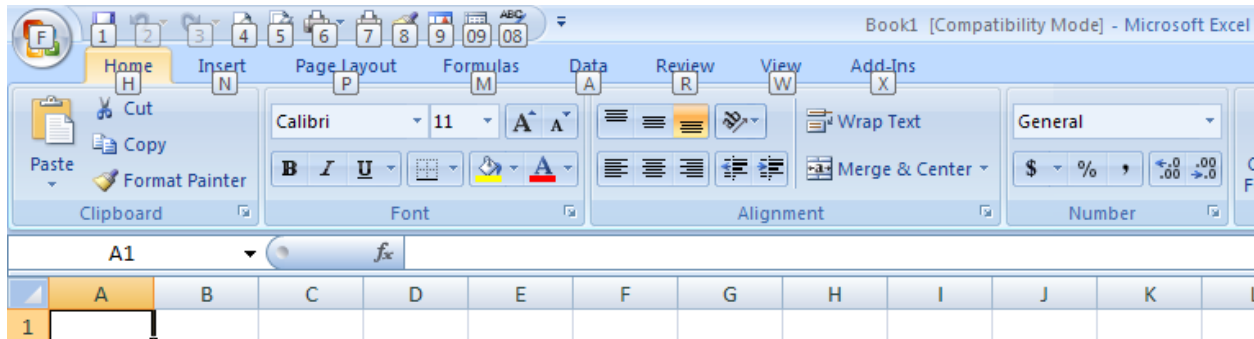 Book1 [Compatibility Mode] - Microsoft Excel
F 1 2 3 4 5 6 7 8 9 09 08
ABC
Home Insert Page Layout Formulas Data Review View Add-Ins
H N P M A R W X
Cut
Calibri 11 A A Wrap Text General
Copy
Paste
Format Painter B I U A Merge & Center $ % , .0 .00 .00 .0
Clipboard Font Alignment Number
A1 fx
A B C D E F G H I J K
1